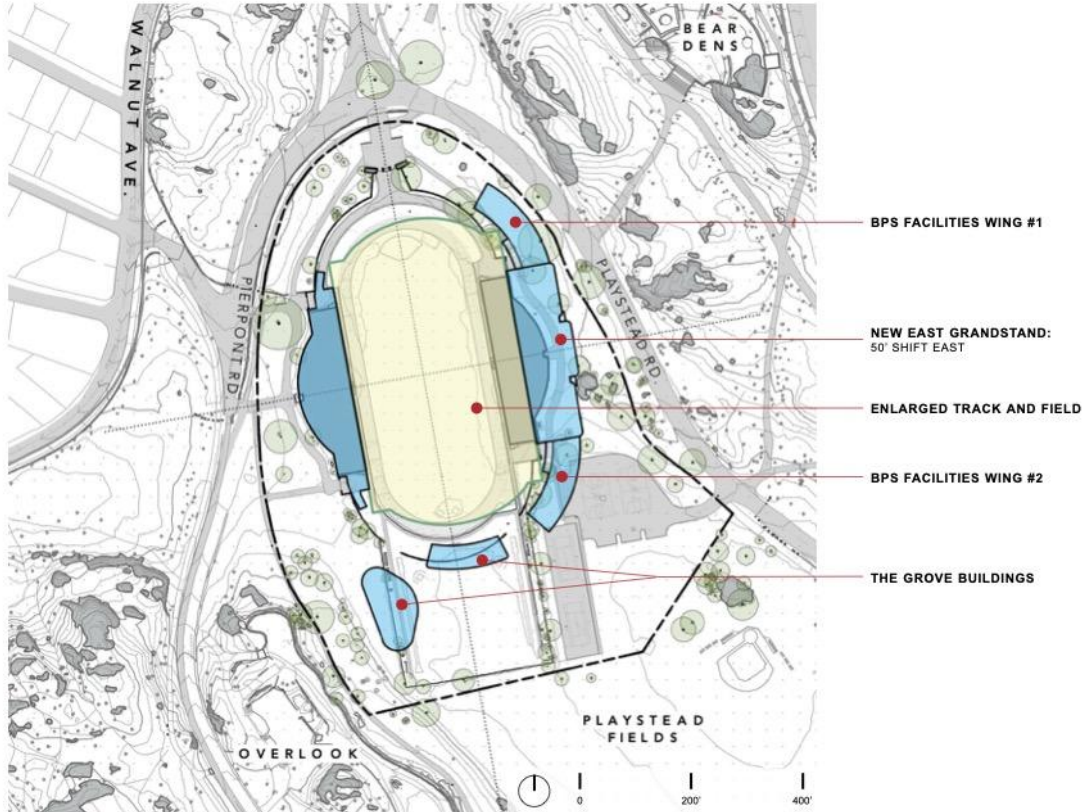 WALNUT AVE.
BEAR
DENS
BPS FACILITIES WING #1
PIERPONT RD
PLAYSTEAD RD.
NEW EAST GRANDSTAND:
50' SHIFT EAST
ENLARGED TRACK AND FIELD
BPS FACILITIES WING #2
THE GROVE BUILDINGS
PLAYSTEAD
FIELDS
OVERLOOK
0 200' 400'